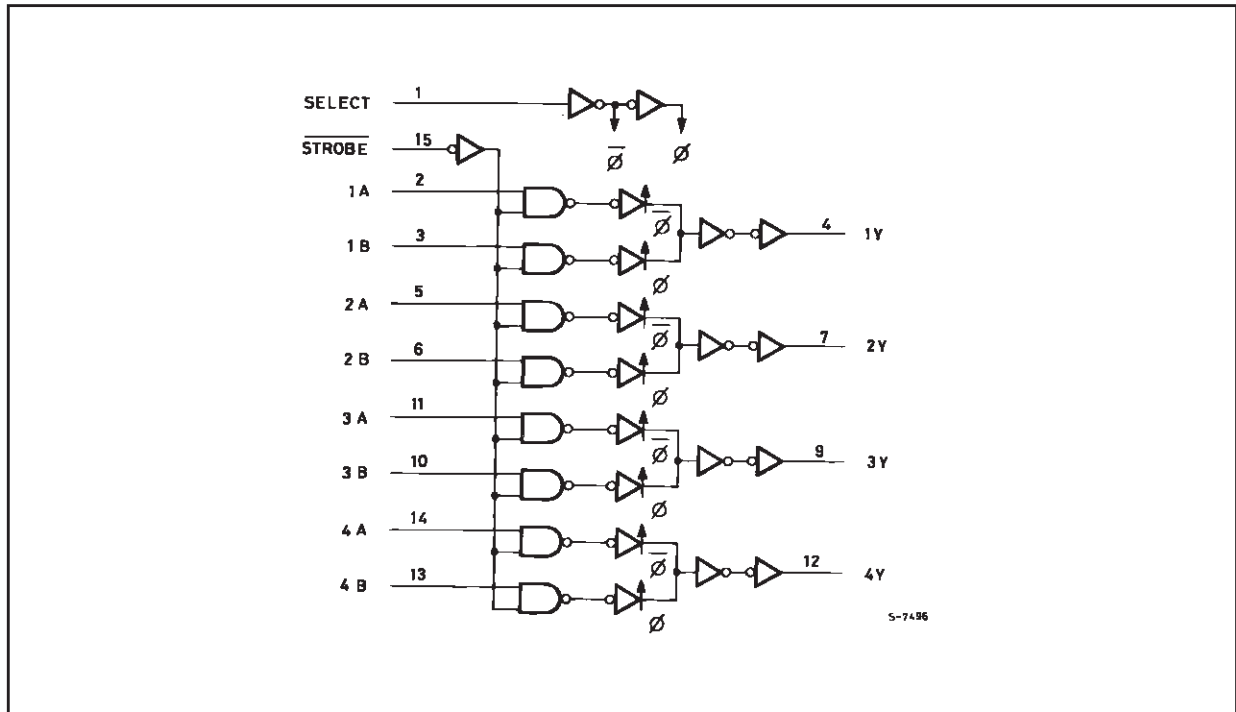 SELECT 1
STROBE 15
ø̅ ø
1A 2
ø̅
4 1Y
1B 3
ø
2A 5
ø̅
7 2Y
2B 6
ø
3A 11
ø̅
9 3Y
3B 10
ø
4A 14
ø̅
12 4Y
4B 13
ø
S-7496